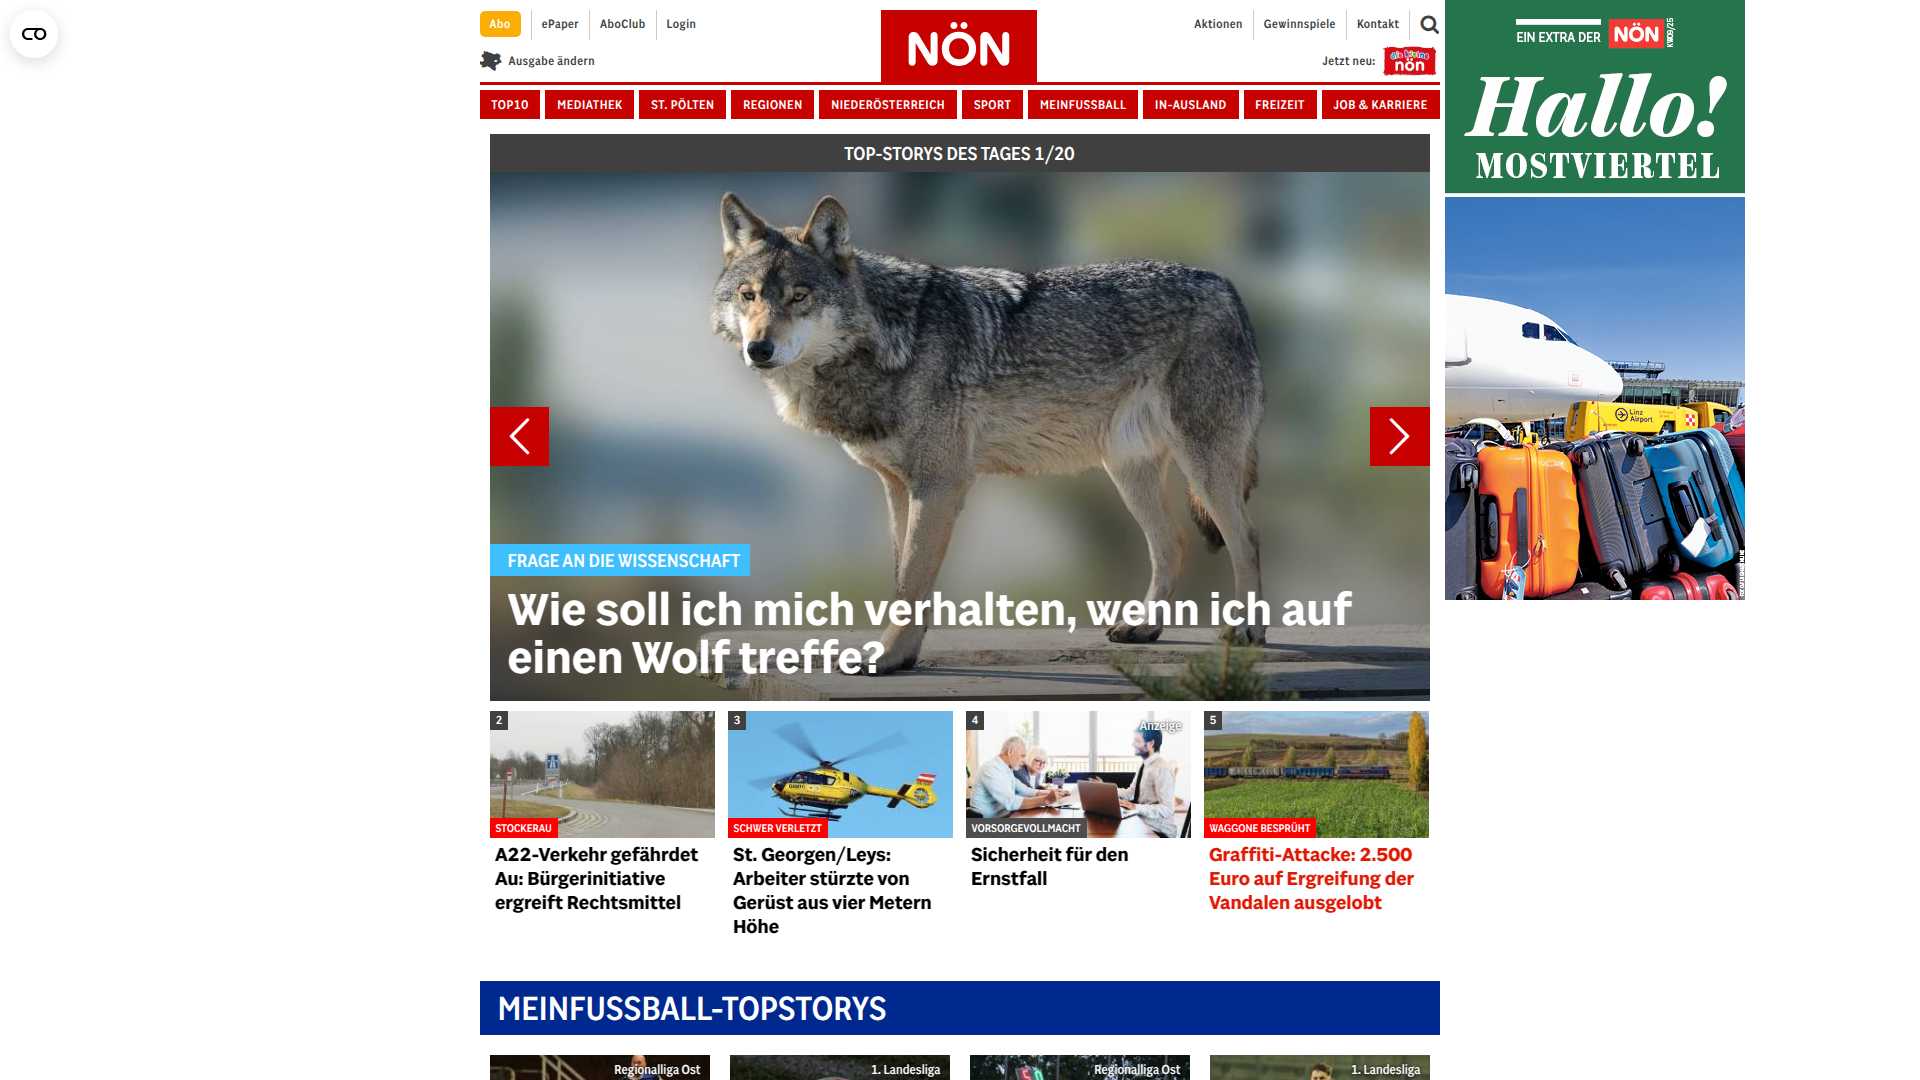 Abo
ePaper
AboClub
Login
NÖN
Aktionen
Gewinnspiele
Kontakt
Ausgabe ändern
Jetzt neu:
die kleine
nön
TOP10
MEDIATHEK
ST. PÖLTEN
REGIONEN
NIEDERÖSTERREICH
SPORT
MEINFUSSBALL
IN-AUSLAND
FREIZEIT
JOB & KARRIERE
EIN EXTRA DER NÖN
KW09/25
Hallo!
MOSTVIERTEL
Linz
Airport
TOP-STORYS DES TAGES 1/20
FRAGE AN DIE WISSENSCHAFT
Wie soll ich mich verhalten, wenn ich auf
einen Wolf treffe?
2
STOCKERAU
A22-Verkehr gefährdet
Au: Bürgerinitiative
ergreift Rechtsmittel
3
SCHWER VERLETZT
St. Georgen/Leys:
Arbeiter stürzte von
Gerüst aus vier Metern
Höhe
4
Anzeige
VORSORGEVOLLMACHT
Sicherheit für den
Ernstfall
5
WAGGONE BESPRÜHT
Graffiti-Attacke: 2.500
Euro auf Ergreifung der
Vandalen ausgelobt
MEINFUSSBALL-TOPSTORYS
Regionalliga Ost
1. Landesliga
Regionalliga Ost
1. Landesliga